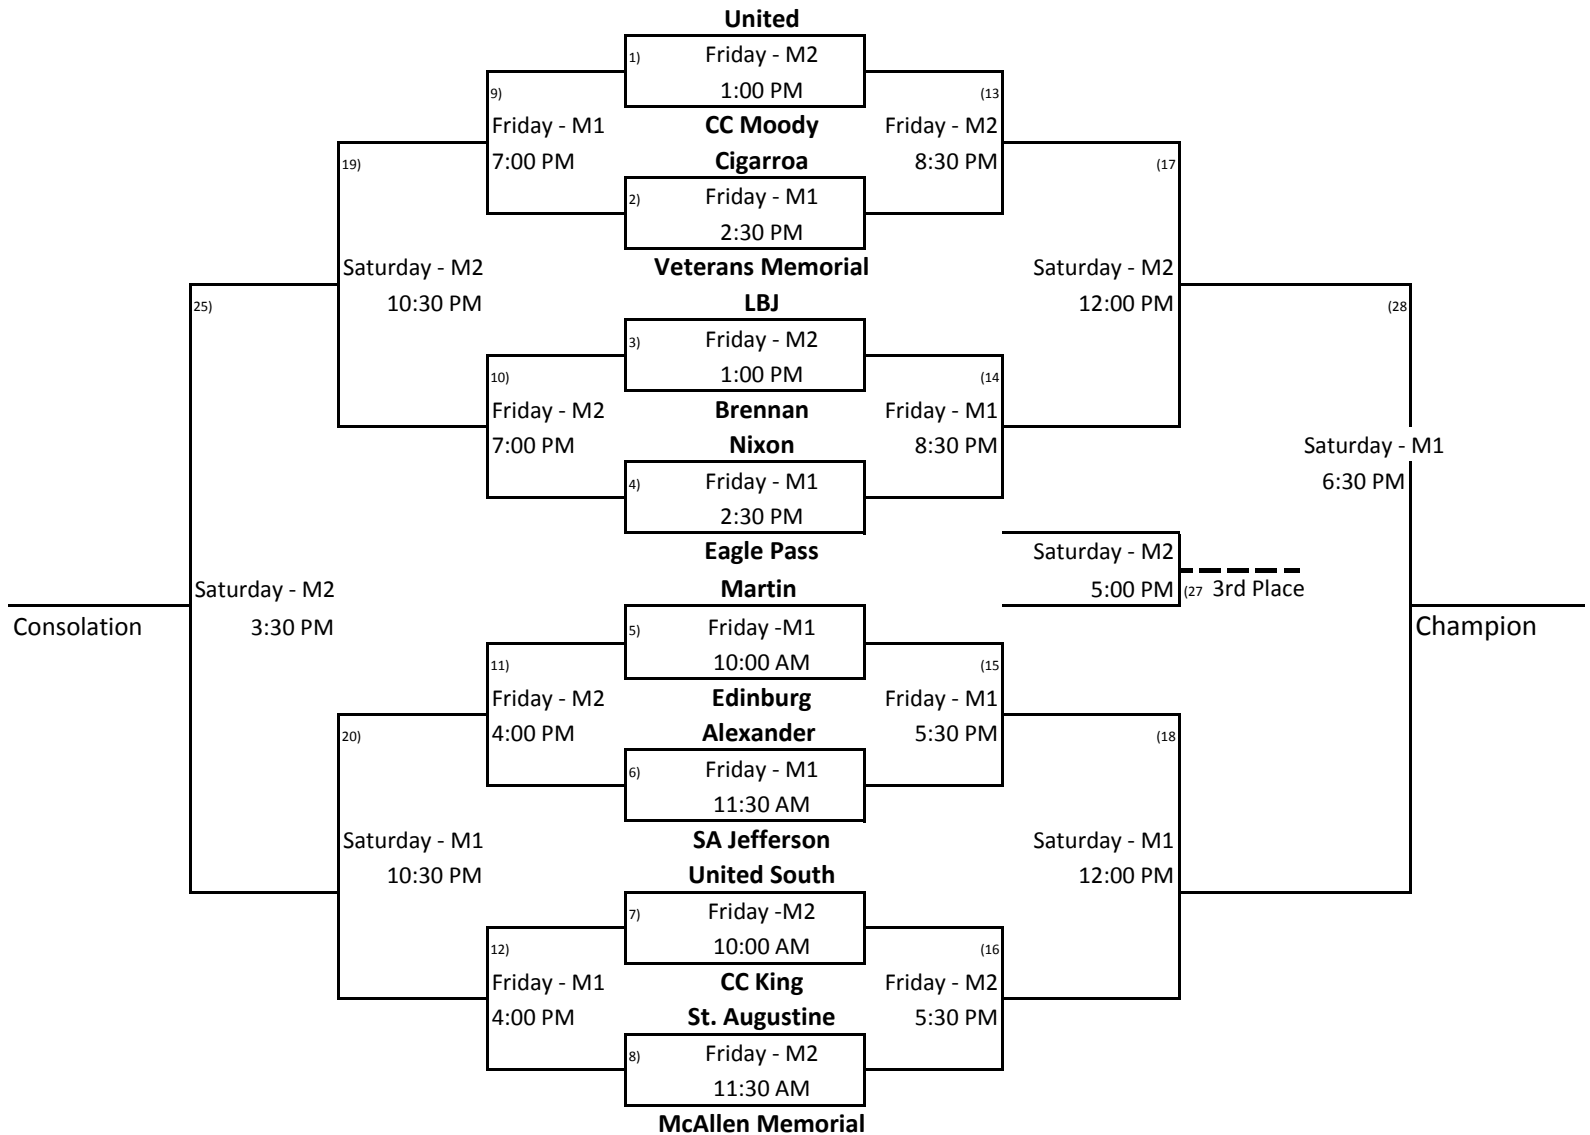 United
1) Friday - M2
1:00 PM
9) (13
Friday - M1 CC Moody Friday - M2
19) 7:00 PM Cigarroa 8:30 PM (17
2) Friday - M1
2:30 PM
Saturday - M2 Veterans Memorial Saturday - M2
25) 10:30 PM LBJ 12:00 PM (28
3) Friday - M2
1:00 PM
10) (14
Friday - M2 Brennan Friday - M1
7:00 PM Nixon 8:30 PM Saturday - M1
4) Friday - M1 6:30 PM
2:30 PM
Eagle Pass Saturday - M2
Saturday - M2 Martin 5:00 PM (27 3rd Place
Consolation 3:30 PM 5) Friday -M1 Champion
10:00 AM
11) (15
Friday - M2 Edinburg Friday - M1
20) 4:00 PM Alexander 5:30 PM (18
6) Friday - M1
11:30 AM
Saturday - M1 SA Jefferson Saturday - M1
10:30 PM United South 12:00 PM
7) Friday -M2
10:00 AM
12) (16
Friday - M1 CC King Friday - M2
4:00 PM St. Augustine 5:30 PM
8) Friday - M2
11:30 AM
McAllen Memorial